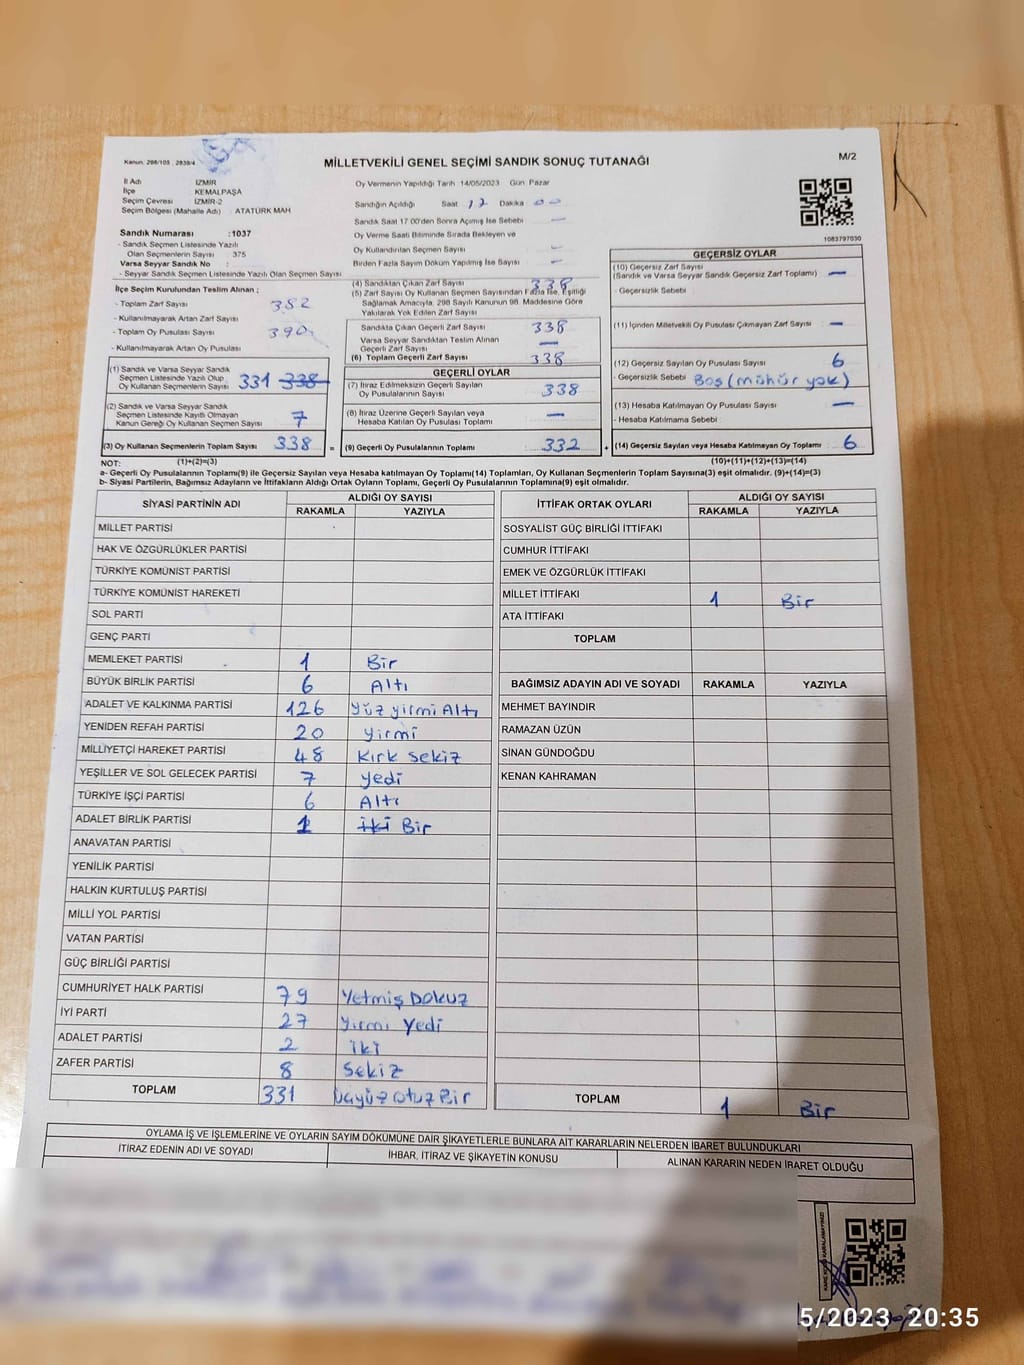 Kanun. 298/105 , 2839/4
MİLLETVEKİLİ GENEL SEÇİMİ SANDIK SONUÇ TUTANAĞI
M/2
İl Adı İZMİR
İlçe KEMALPAŞA
Seçim Çevresi İZMİR-2
Seçim Bölgesi (Mahalle Adı) : ATATÜRK MAH
Oy Vermenin Yapıldığı Tarih :14/05/2023 Gün :Pazar
Sandığın Açıldığı Saat 17 Dakika 00
Sandık Saat 17:00'den Sonra Açılmış İse Sebebi —
Oy Verme Saati Bitiminde Sırada Bekleyen ve
Oy Kullandırılan Seçmen Sayısı —
Birden Fazla Sayım Döküm Yapılmış İse Sayısı —
1083797030
Sandık Numarası :1037
- Sandık Seçmen Listesinde Yazılı
Olan Seçmenlerin Sayısı 375
Varsa Seyyar Sandık No :
- Seyyar Sandık Seçmen Listesinde Yazılı Olan Seçmen Sayısı
İlçe Seçim Kurulundan Teslim Alınan ;
- Toplam Zarf Sayısı 382
- Kullanılmayarak Artan Zarf Sayısı
- Toplam Oy Pusulası Sayısı 390
- Kullanılmayarak Artan Oy Pusulası
(4) Sandıktan Çıkan Zarf Sayısı 338
(5) Zarf Sayısı Oy Kullanan Seçmen Sayısından Fazla İse, Eşitliği
Sağlamak Amacıyla, 298 Sayılı Kanunun 98. Maddesine Göre
Yakılarak Yok Edilen Zarf Sayısı
Sandıkta Çıkan Geçerli Zarf Sayısı 338
Varsa Seyyar Sandıktan Teslim Alınan
Geçerli Zarf Sayısı —
(6) Toplam Geçerli Zarf Sayısı 338
GEÇERSİZ OYLAR
(10) Geçersiz Zarf Sayısı
(Sandık ve Varsa Seyyar Sandık Geçersiz Zarf Toplamı) —
- Geçersizlik Sebebi
(11) İçinden Milletvekili Oy Pusulası Çıkmayan Zarf Sayısı —
(12) Geçersiz Sayılan Oy Pusulası Sayısı 6
- Geçersizlik Sebebi Boş (mühür yok)
(13) Hesaba Katılmayan Oy Pusulası Sayısı —
- Hesaba Katılmama Sebebi
(14) Geçersiz Sayılan veya Hesaba Katılmayan Oy Toplamı : 6
(1) Sandık ve Varsa Seyyar Sandık
Seçmen Listesinde Yazılı Olup
Oy Kullanan Seçmenlerin Sayısı 331 338
(2) Sandık ve Varsa Seyyar Sandık
Seçmen Listesinde Kayıtlı Olmayan
Kanun Gereği Oy Kullanan Seçmen Sayısı 7
(3) Oy Kullanan Seçmenlerin Toplam Sayısı 338 =
GEÇERLİ OYLAR
(7) İtiraz Edilmeksizin Geçerli Sayılan
Oy Pusulalarının Sayısı 338
(8) İtiraz Üzerine Geçerli Sayılan veya
Hesaba Katılan Oy Pusulası Sayısı —
(9) Geçerli Oy Pusulalarının Toplamı 332 +
NOT: (1)+(2)=(3) (10)+(11)+(12)+(13)=(14)
a- Geçerli Oy Pusulalarının Toplamı(9) ile Geçersiz Sayılan veya Hesaba katılmayan Oy Toplamı(14) Toplamları, Oy Kullanan Seçmenlerin Toplam Sayısına(3) eşit olmalıdır. (9)+(14)=(3)
b- Siyasi Partilerin, Bağımsız Adayların ve İttifakların Aldığı Ortak Oyların Toplamı, Geçerli Oy Pusulalarının Toplamına(9) eşit olmalıdır.
SİYASİ PARTİNİN ADI ALDIĞI OY SAYISI
RAKAMLA YAZIYLA
MİLLET PARTİSİ
HAK VE ÖZGÜRLÜKLER PARTİSİ
TÜRKİYE KOMÜNİST PARTİSİ
TÜRKİYE KOMÜNİST HAREKETİ
SOL PARTİ
GENÇ PARTİ
MEMLEKET PARTİSİ 1 Bir
BÜYÜK BİRLİK PARTİSİ 6 Altı
ADALET VE KALKINMA PARTİSİ 126 Yüz yirmi Altı
YENİDEN REFAH PARTİSİ 20 yirmi
MİLLİYETÇİ HAREKET PARTİSİ 48 Kırk sekiz
YEŞİLLER VE SOL GELECEK PARTİSİ 7 yedi
TÜRKİYE İŞÇİ PARTİSİ 6 Altı
ADALET BİRLİK PARTİSİ 1 iki Bir
ANAVATAN PARTİSİ
YENİLİK PARTİSİ
HALKIN KURTULUŞ PARTİSİ
MİLLİ YOL PARTİSİ
VATAN PARTİSİ
GÜÇ BİRLİĞİ PARTİSİ
CUMHURİYET HALK PARTİSİ 79 Yetmiş Dokuz
İYİ PARTİ 27 Yirmi Yedi
ADALET PARTİSİ 2 iki
ZAFER PARTİSİ 8 Sekiz
TOPLAM 331 üçyüz otuz Bir
İTTİFAK ORTAK OYLARI ALDIĞI OY SAYISI
RAKAMLA YAZIYLA
SOSYALİST GÜÇ BİRLİĞİ İTTİFAKI
CUMHUR İTTİFAKI
EMEK VE ÖZGÜRLÜK İTTİFAKI
MİLLET İTTİFAKI 1 Bir
ATA İTTİFAKI
TOPLAM
BAĞIMSIZ ADAYIN ADI VE SOYADI RAKAMLA YAZIYLA
MEHMET BAYINDIR
RAMAZAN ÜZÜN
SİNAN GÜNDOĞDU
KENAN KAHRAMAN
TOPLAM 1 Bir
OYLAMA İŞ VE İŞLEMLERİNE VE OYLARIN SAYIM DÖKÜMÜNE DAİR ŞİKAYETLERLE BUNLARA AİT KARARLARIN NELERDEN İBARET BULUNDUKLARI
İTİRAZ EDENİN ADI VE SOYADI İHBAR, İTİRAZ VE ŞİKAYETİN KONUSU ALINAN KARARIN NEDEN İBARET OLDUĞU
5/2023 20:35